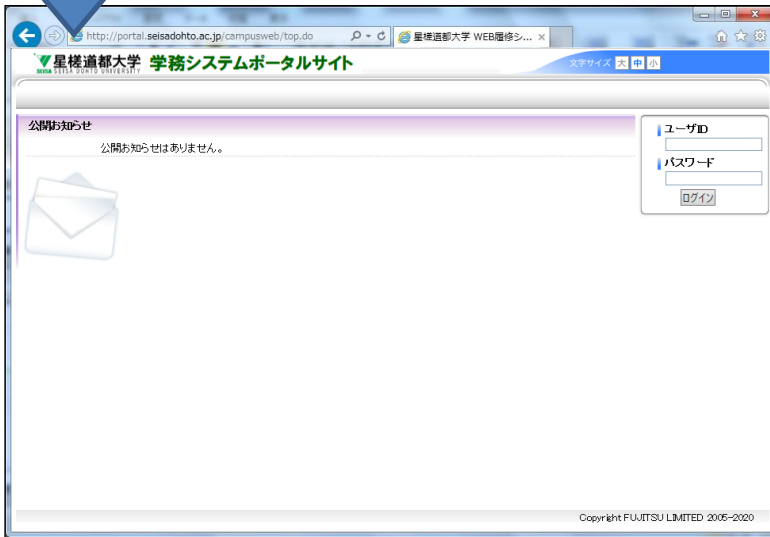 http://portal.seisadohto.ac.jp/campusweb/top.do
星槎道都大学 WEB履修シ...
星槎道都大学 学務システムポータルサイト
SEISA SEISA DOHTO UNIVERSITY
文字サイズ 大 中 小
公開お知らせ
公開お知らせはありません。
ユーザID
パスワード
ログイン
Copyright FUJITSU LIMITED 2005-2020